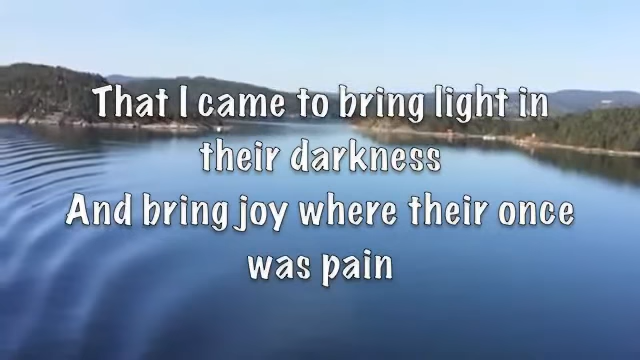 That I came to bring light in
their darkness
And bring joy where their once
was pain